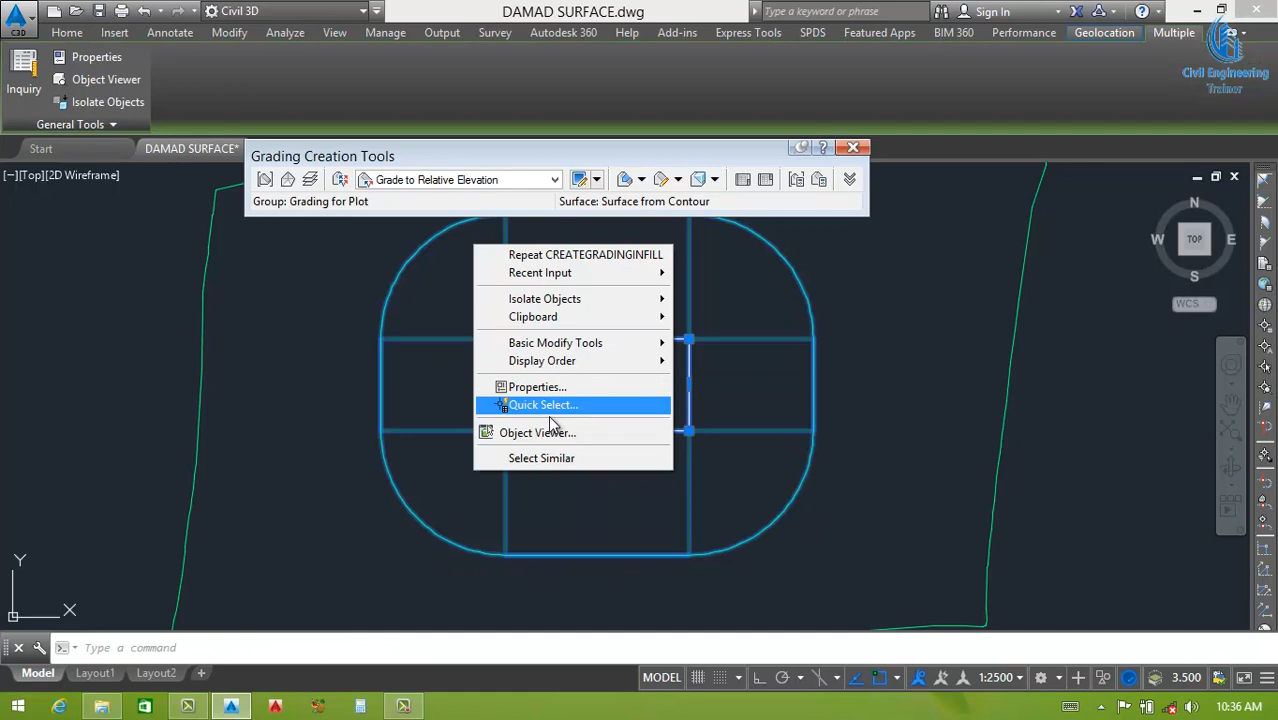 C3D
Civil 3D
DAMAD SURFACE.dwg
Type a keyword or phrase
Sign In
Home Insert Annotate Modify Analyze View Manage Output Survey Autodesk 360 Help Add-ins Express Tools SPDS Featured Apps BIM 360 Performance Geolocation Multiple
Inquiry
Properties
Object Viewer
Isolate Objects
General Tools
Civil Engineering
Trainer
Start
DAMAD SURFACE*
[−][Top][2D Wireframe]
Grading Creation Tools
Grade to Relative Elevation
Group: Grading for Plot
Surface: Surface from Contour
N
W
TOP
E
S
WCS
Repeat CREATEGRADINGINFILL
Recent Input
Isolate Objects
Clipboard
Basic Modify Tools
Display Order
Properties...
Quick Select...
Object Viewer...
Select Similar
Y
X
Type a command
Model Layout1 Layout2
MODEL
1:2500
3.500
10:36 AM